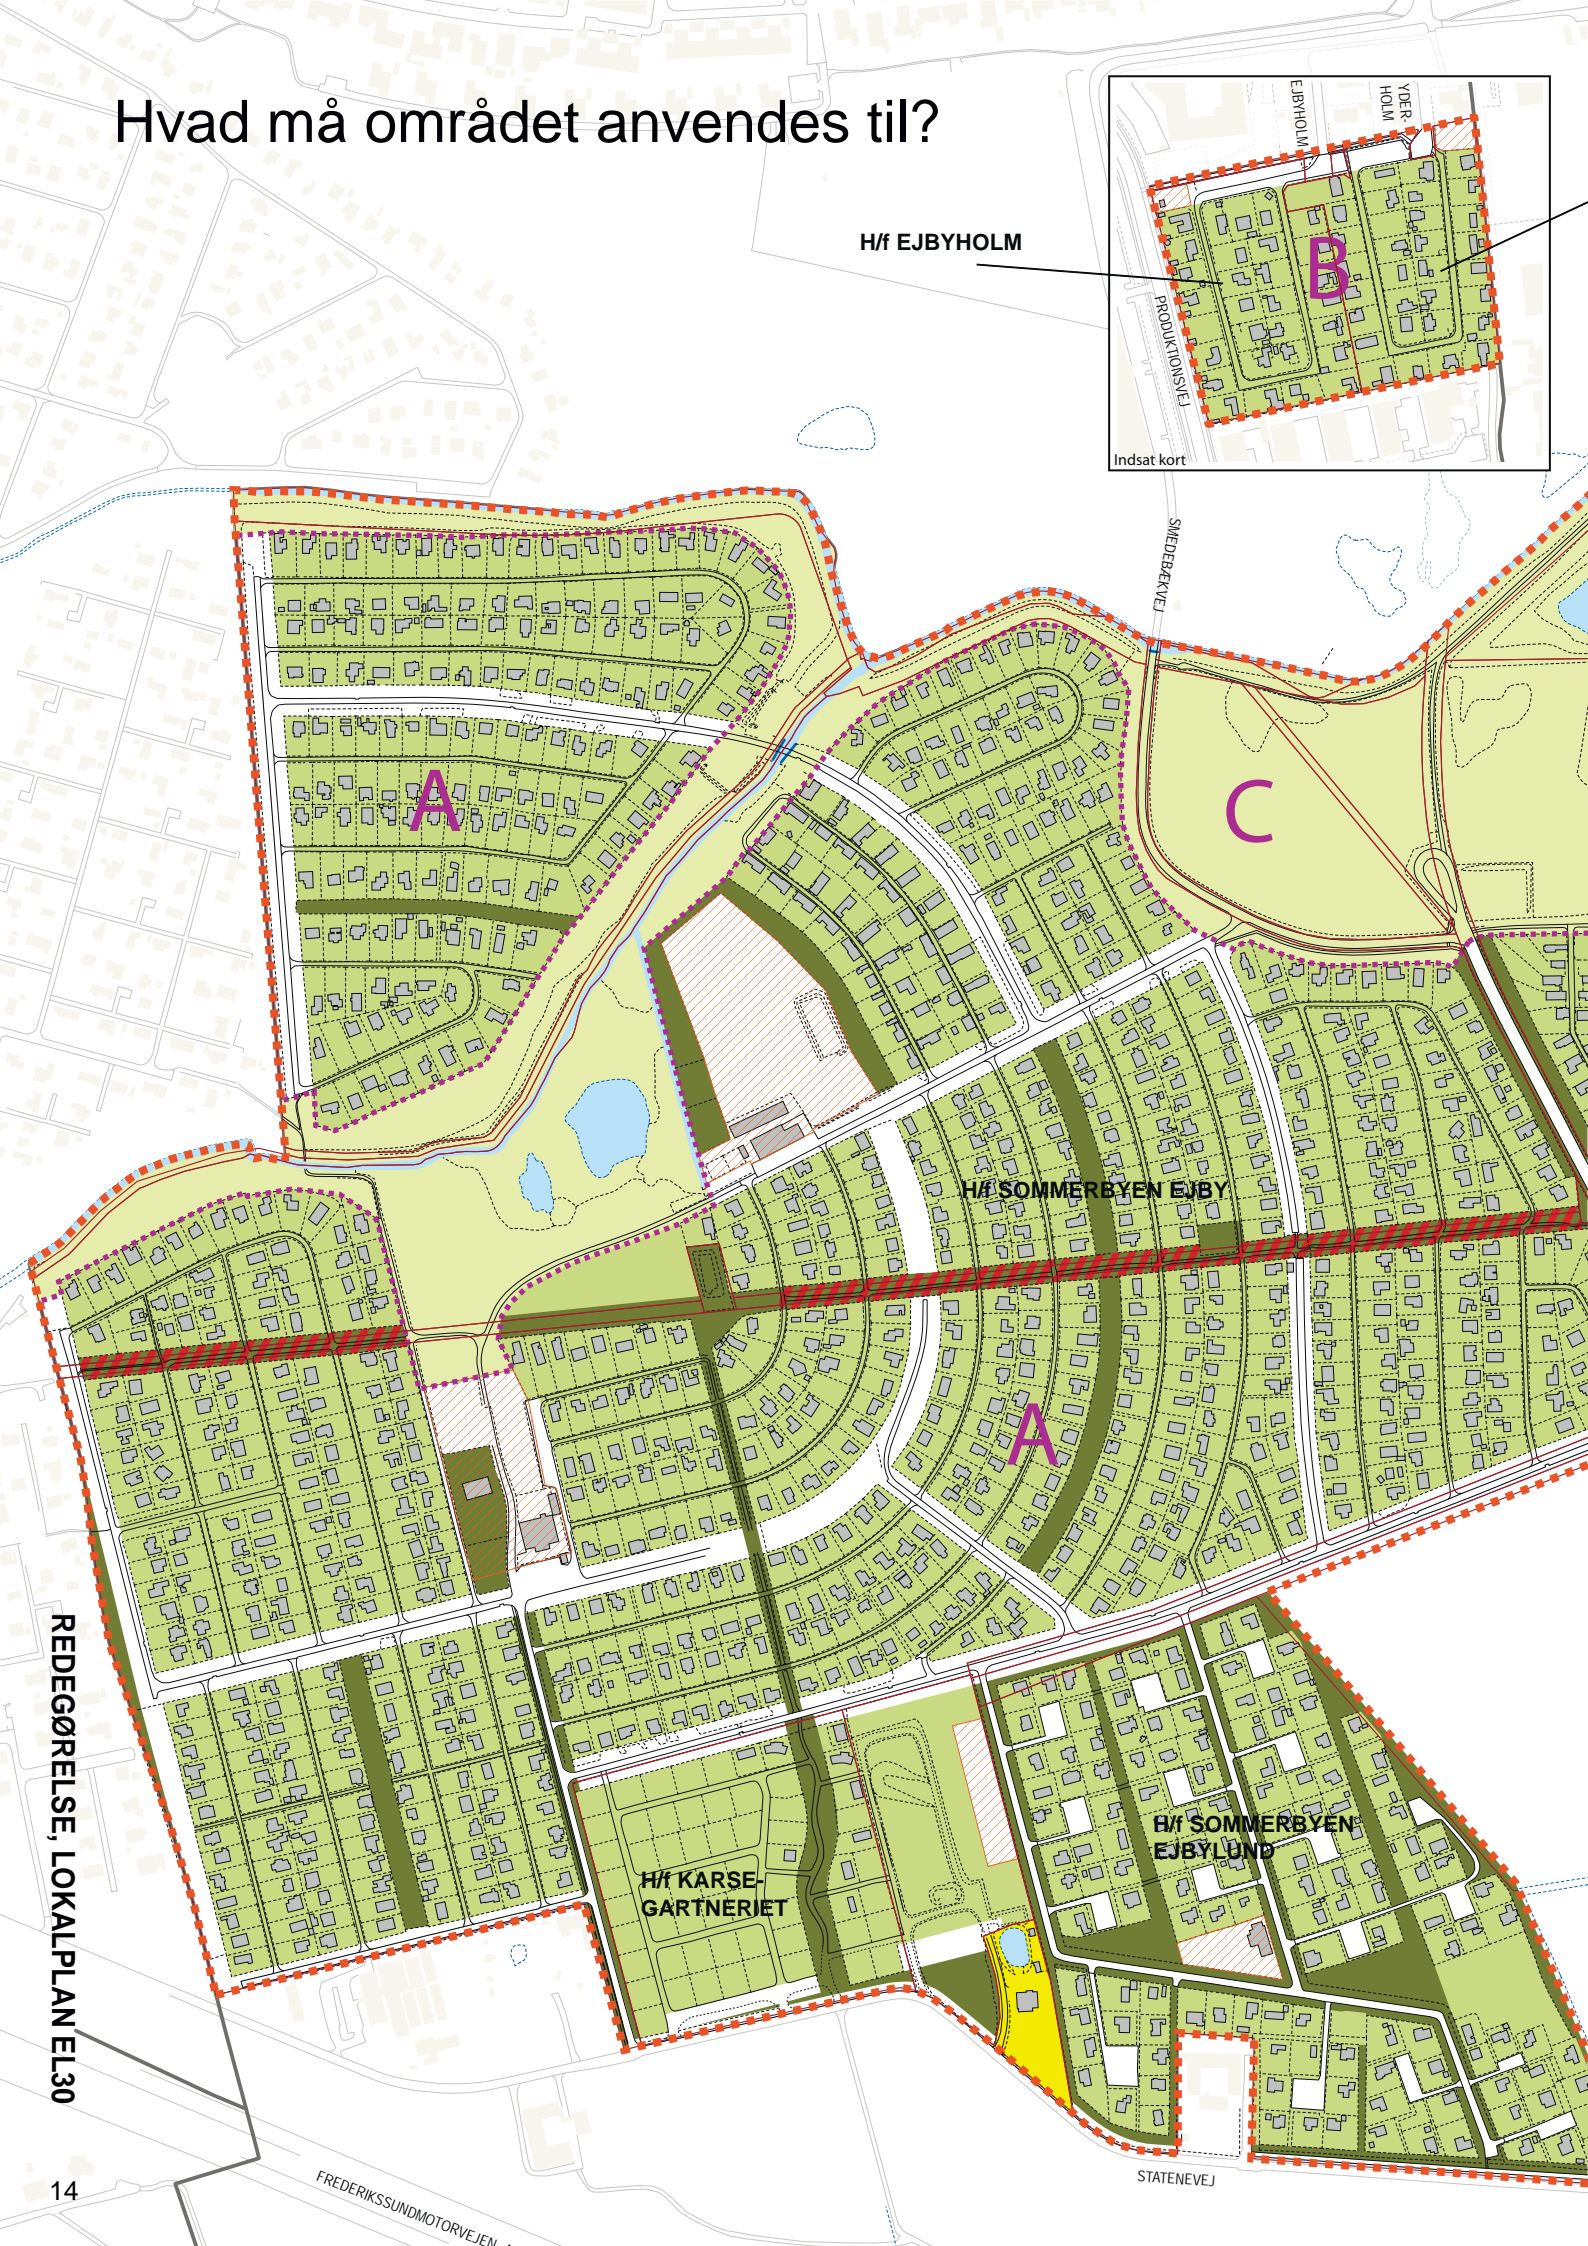 Hvad må området anvendes til?
EJBYHOLM
YDER-
HOLM
H/f EJBYHOLM
B
PRODUKTIONSVEJ
Indsat kort
SMEDEBÆKVEJ
A
C
H/f SOMMERBYEN EJBY
A
H/f SOMMERBYEN
EJBYLUND
H/f KARSE-
GARTNERIET
REDEGØRELSE, LOKALPLAN EL30
14
FREDERIKSSUNDMOTORVEJEN
STATENEVEJ